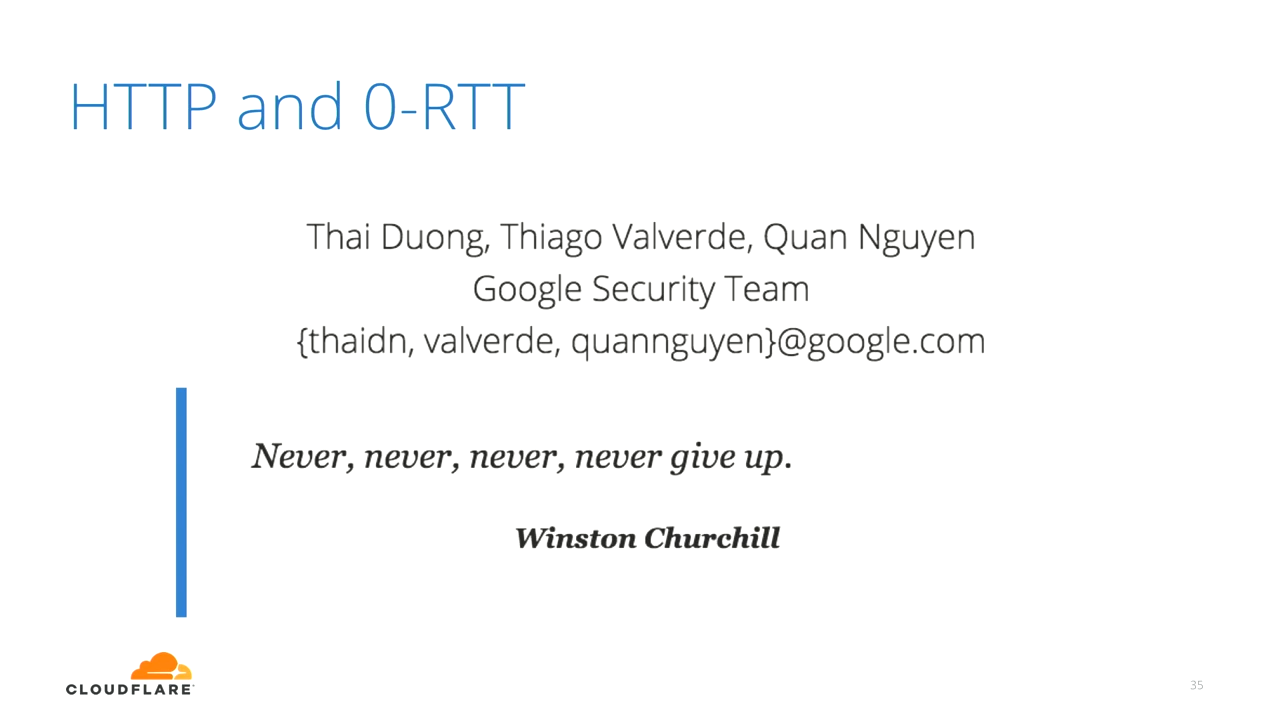 HTTP and 0-RTT
Thai Duong, Thiago Valverde, Quan Nguyen
Google Security Team
{thaidn, valverde, quannguyen}@google.com
Never, never, never, never give up.
Winston Churchill
CLOUDFLARE
35